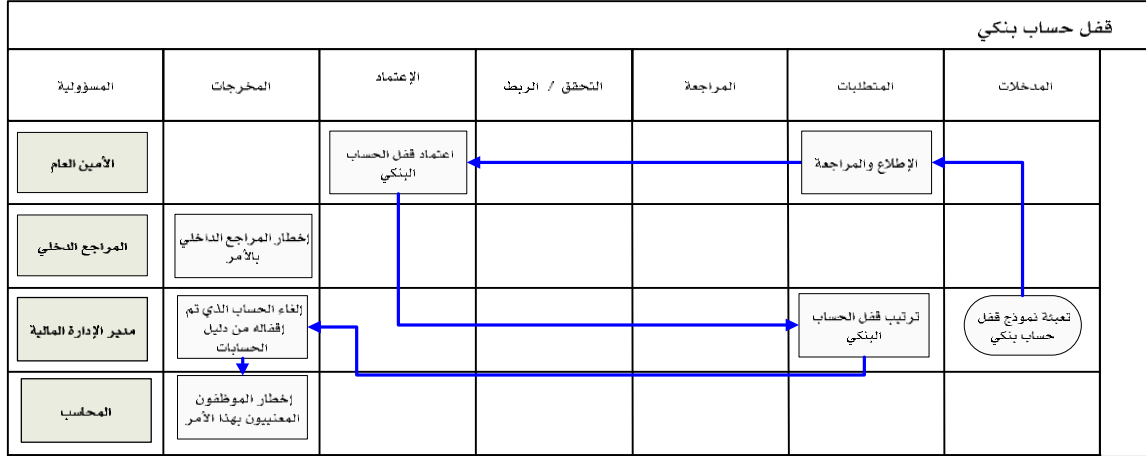 قفل حساب بنكي
المدخلات
المتطلبات
المراجعة
التحقق / الربط
الإعتماد
المخرجات
المسؤولية
الإطلاع والمراجعة
اعتماد قفل الحساب
البنكي
الأمين العام
إخطار المراجع الداخلي
بالأمر
المراجع الدخلي
تعبئة نموذج قفل
حساب بنكي
ترتيب قفل الحساب
البنكي
إلغاء الحساب الذي تم
إقفاله من دليل
الحسابات
مدير الإدارة المالية
إخطار الموظفون
المعنييون بهذا الأمر
المحاسب